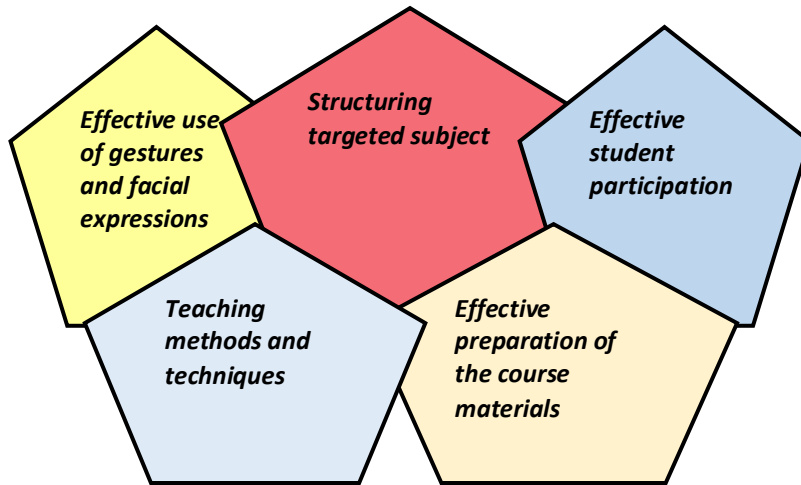 Effective use
of gestures
and facial
expressions
Structuring
targeted subject
Effective
student
participation
Teaching
methods and
techniques
Effective
preparation of
the course
materials